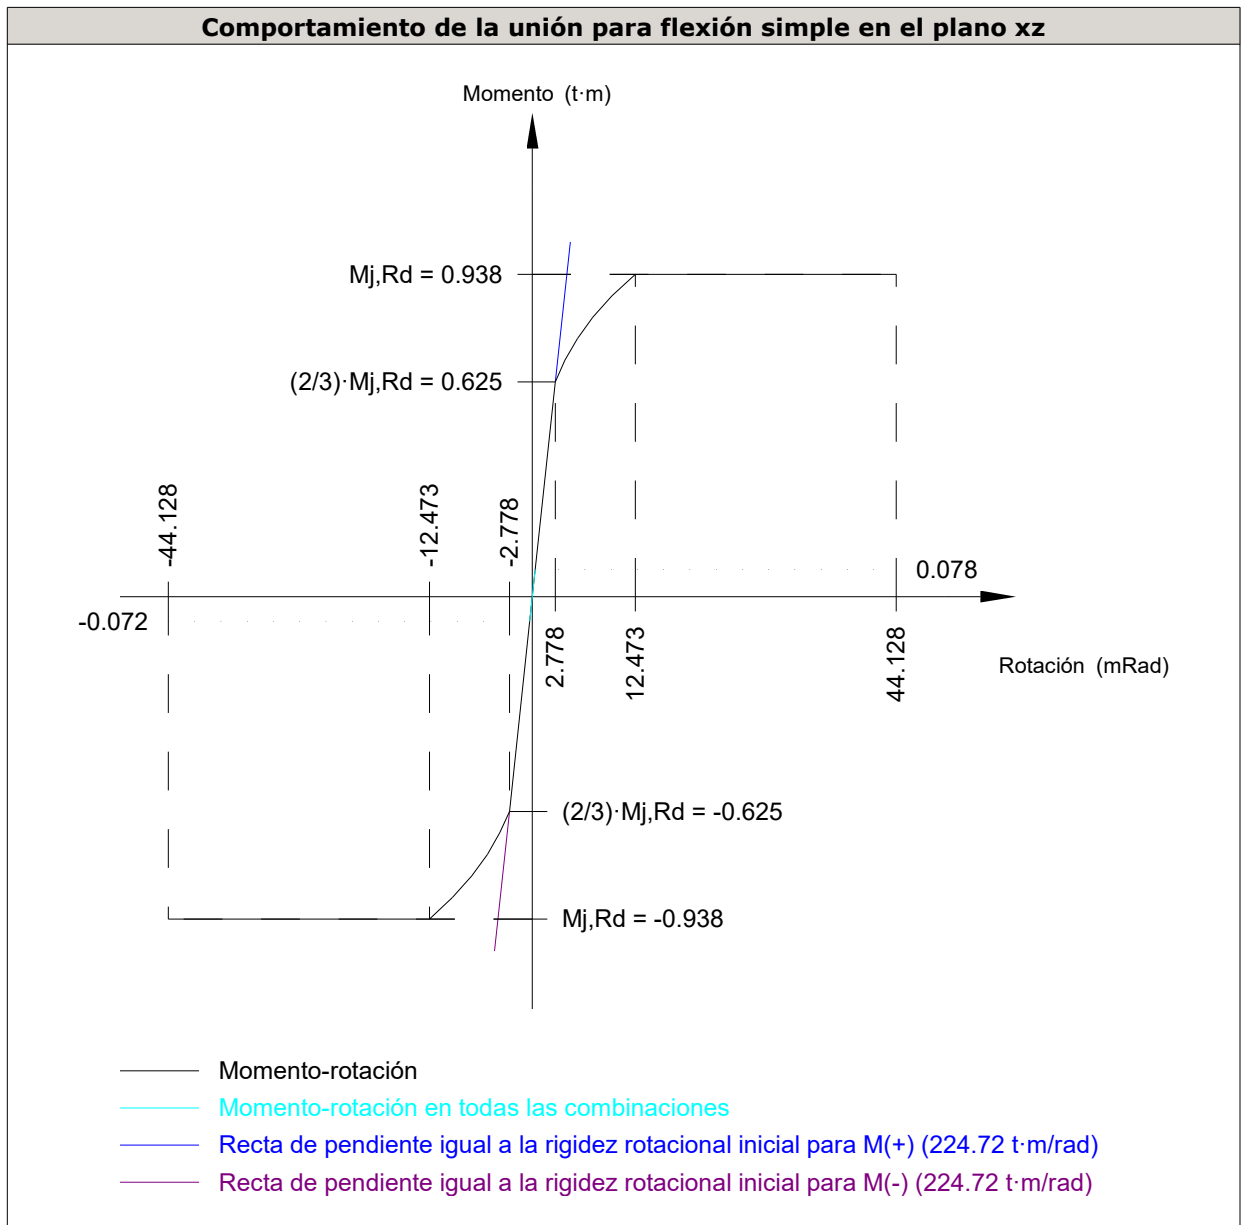 Comportamiento de la unión para flexión simple en el plano xz
Momento (t·m)
Mj,Rd = 0.938
(2/3)·Mj,Rd = 0.625
-44.128
-12.473
-2.778
0.078
-0.072
2.778
12.473
44.128
Rotación (mRad)
(2/3)·Mj,Rd = -0.625
Mj,Rd = -0.938
Momento-rotación
Momento-rotación en todas las combinaciones
Recta de pendiente igual a la rigidez rotacional inicial para M(+) (224.72 t·m/rad)
Recta de pendiente igual a la rigidez rotacional inicial para M(-) (224.72 t·m/rad)